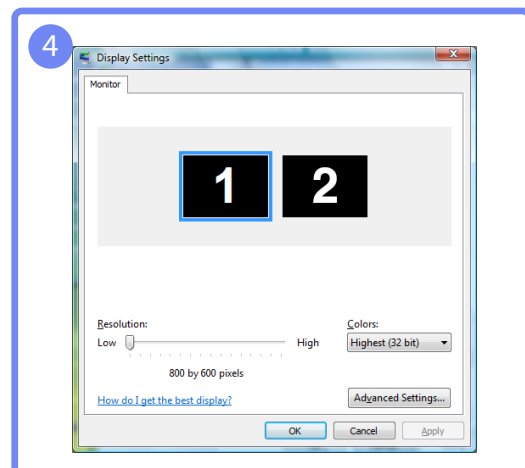 4
Display Settings
Monitor
1 2
Resolution: Colors:
Low High Highest (32 bit)
800 by 600 pixels
How do I get the best display? Advanced Settings...
OK Cancel Apply